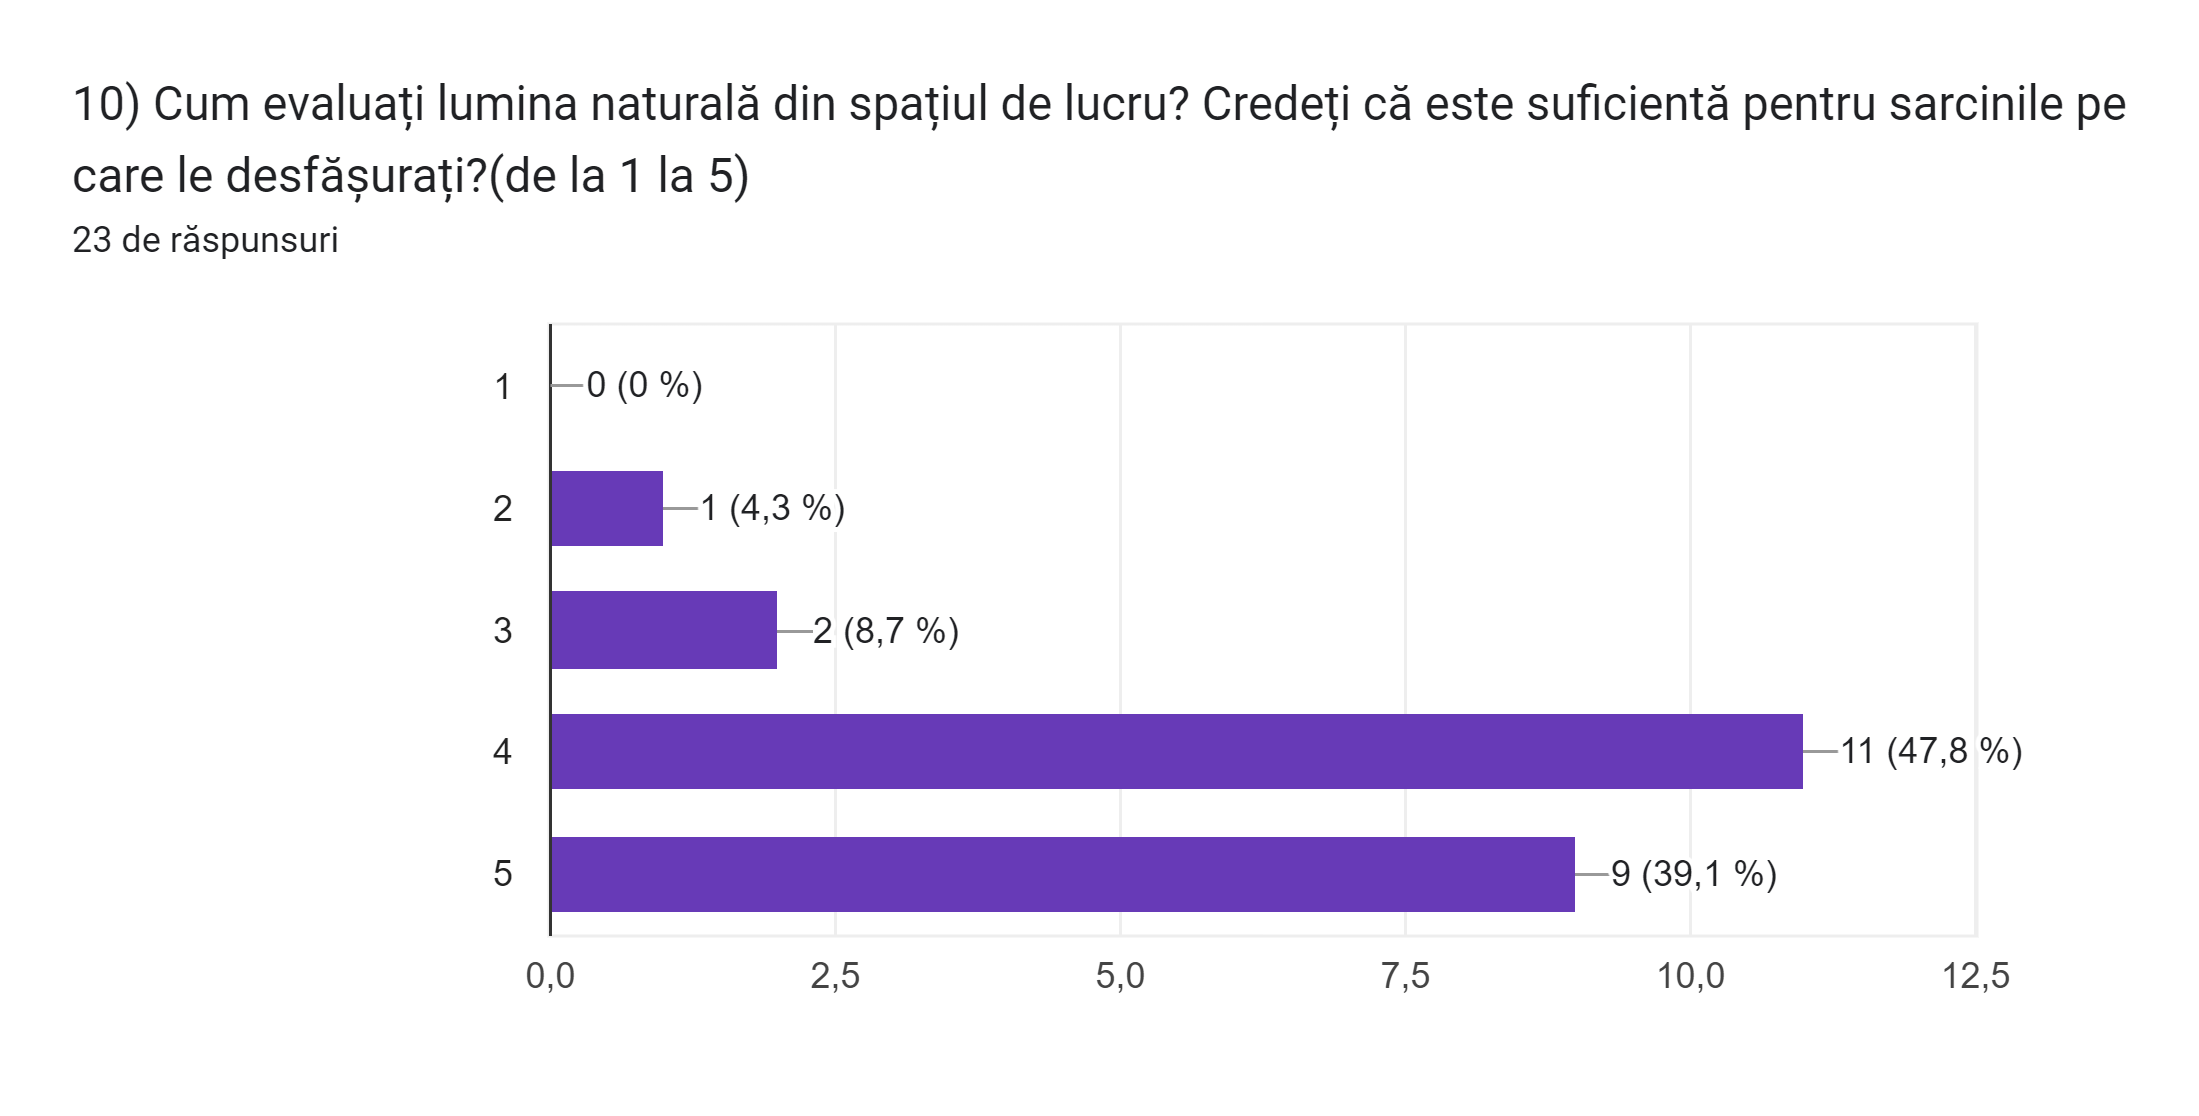 10) Cum evaluați lumina naturală din spațiul de lucru? Credeți că este suficientă pentru sarcinile pe
care le desfășurați?(de la 1 la 5)
23 de răspunsuri
1 0 (0 %)
2 1 (4,3 %)
3 2 (8,7 %)
4 11 (47,8 %)
5 9 (39,1 %)
0,0 2,5 5,0 7,5 10,0 12,5